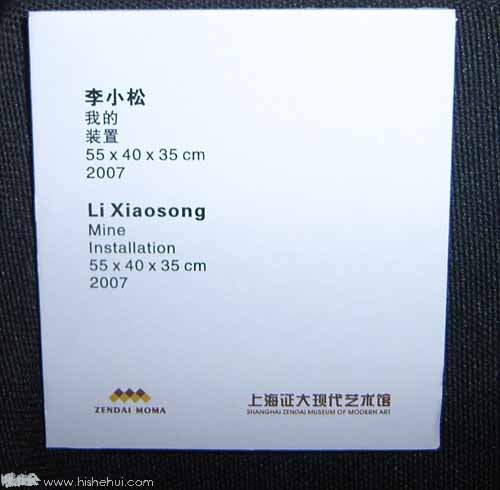 李小松
我的
装置
55 x 40 x 35 cm
2007
Li Xiaosong
Mine
Installation
55 x 40 x 35 cm
2007
ZENDAI MOMA
上海证大现代艺术馆
SHANGHAI ZENDAI MUSEUM OF MODERN ART
www.hishehui.com